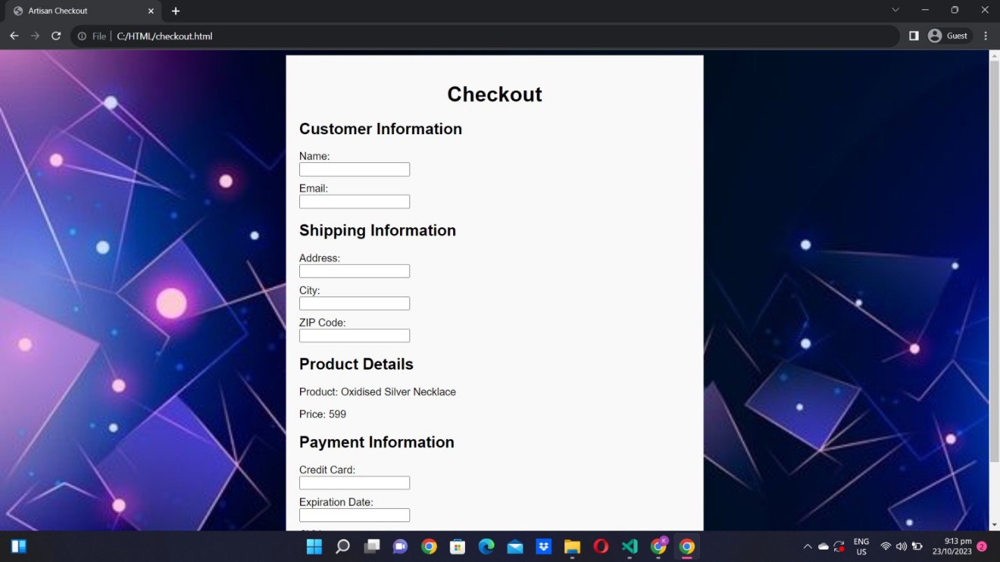 Artisan Checkout
File
C:/HTML/checkout.html
Guest
Checkout
Customer Information
Name:
Email:
Shipping Information
Address:
City:
ZIP Code:
Product Details
Product: Oxidised Silver Necklace
Price: 599
Payment Information
Credit Card:
Expiration Date:
K
ENG
US
9:13 pm
23/10/2023
2